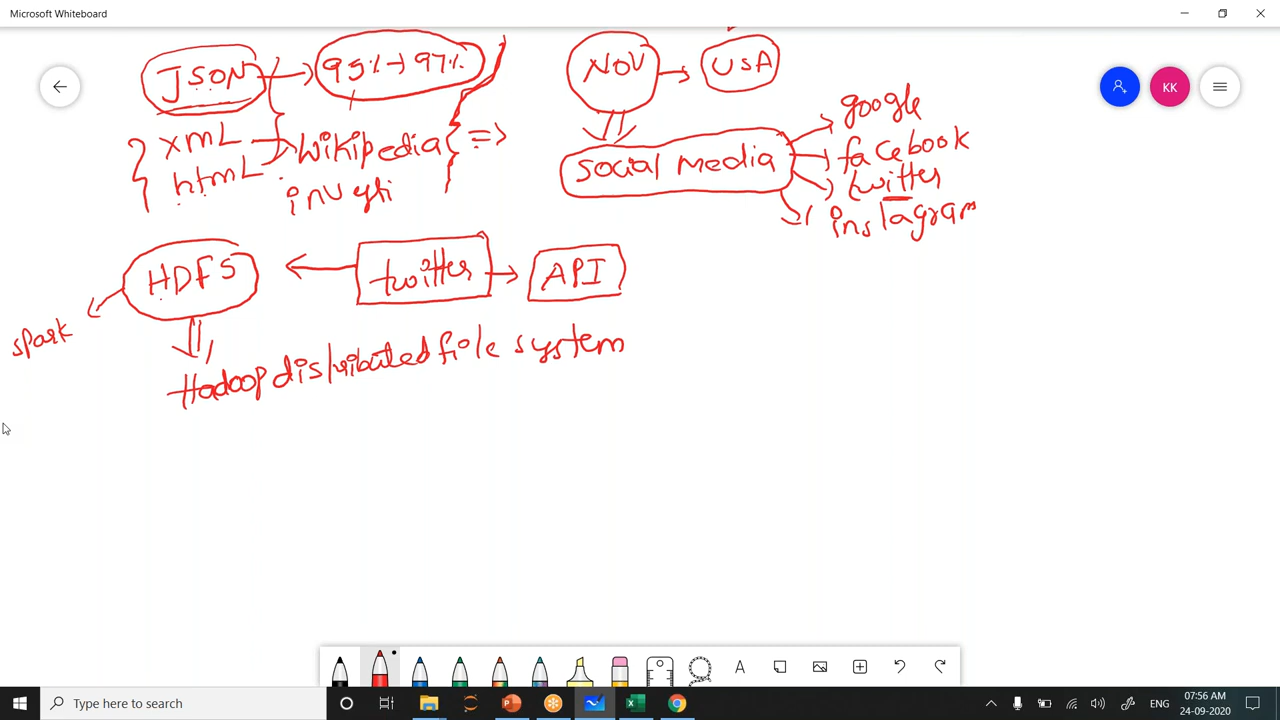 Microsoft Whiteboard
JSON
95% → 97%
xmL
html
Wikipedia
=>
NOV
USA
social media
google
facebook
twitter
instagram
KK
HDFS
twitter
API
spark
Hadoop distributed fiole system
A
Type here to search
ENG
07:56 AM
24-09-2020